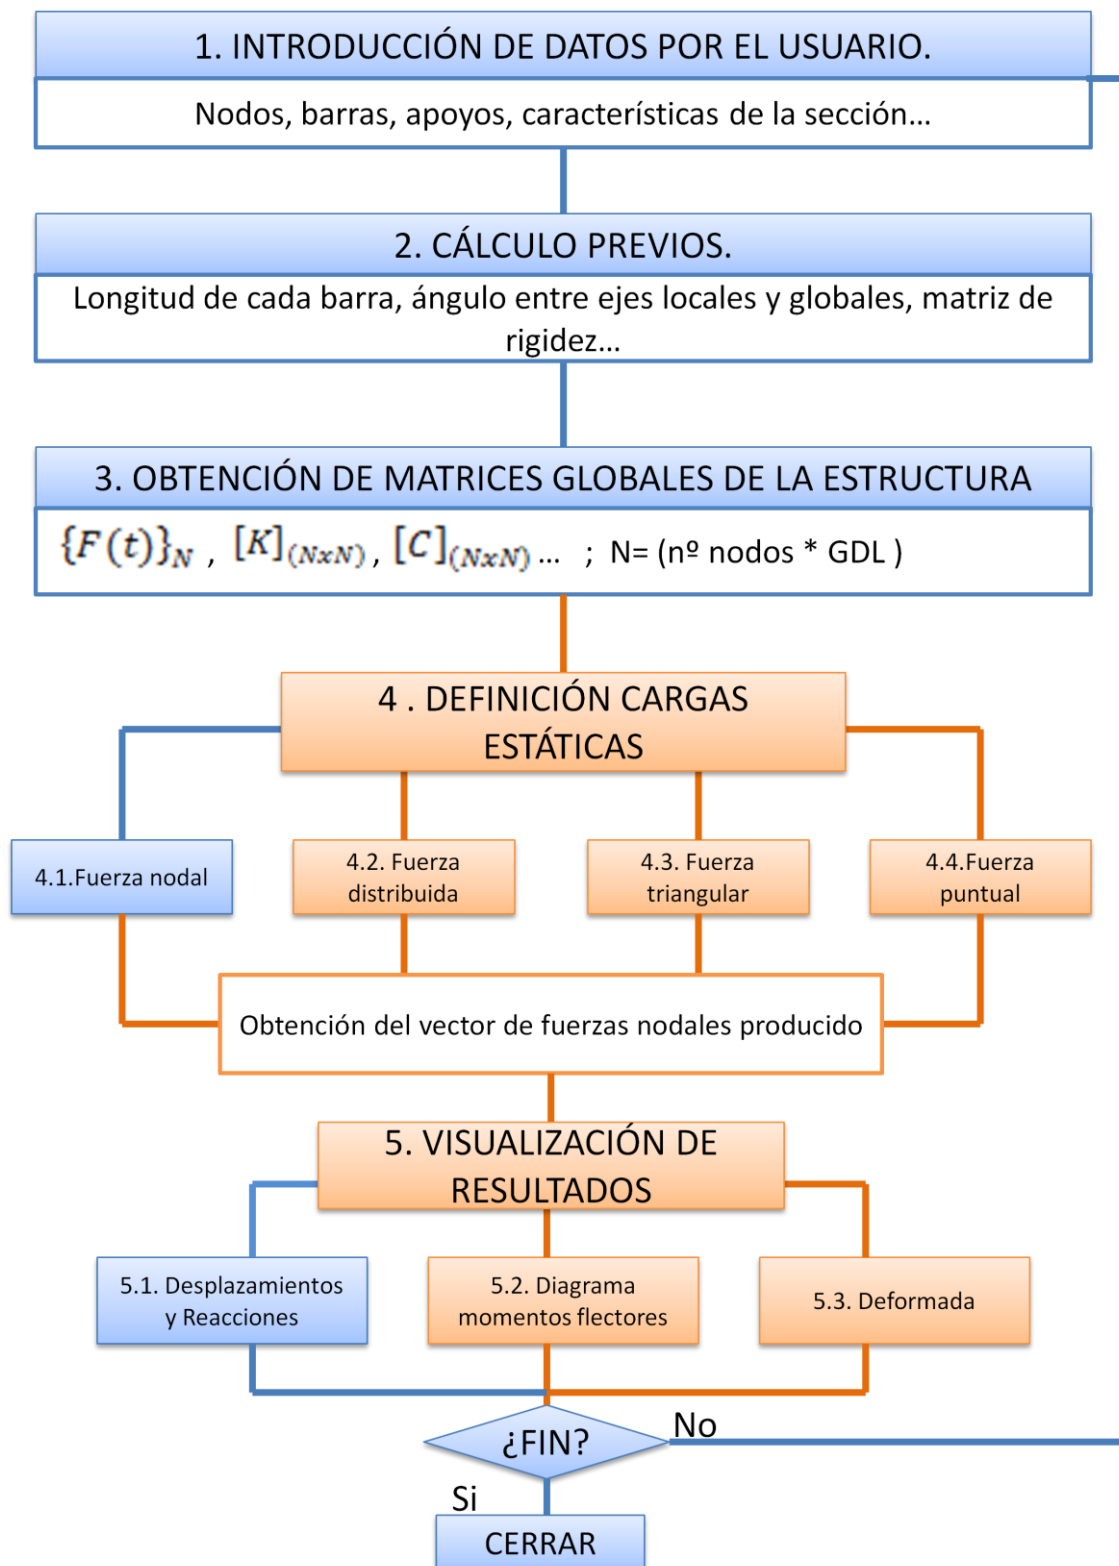 1. INTRODUCCIÓN DE DATOS POR EL USUARIO.
Nodos, barras, apoyos, características de la sección...
2. CÁLCULO PREVIOS.
Longitud de cada barra, ángulo entre ejes locales y globales, matriz de
rigidez...
3. OBTENCIÓN DE MATRICES GLOBALES DE LA ESTRUCTURA
{F(t)}_N , [K]_(NxN) , [C]_(NxN) ... ; N= (nº nodos * GDL )
4 . DEFINICIÓN CARGAS
ESTÁTICAS
4.1.Fuerza nodal
4.2. Fuerza
distribuida
4.3. Fuerza
triangular
4.4.Fuerza
puntual
Obtención del vector de fuerzas nodales producido
5. VISUALIZACIÓN DE
RESULTADOS
5.1. Desplazamientos
y Reacciones
5.2. Diagrama
momentos flectores
5.3. Deformada
¿FIN?
No
Si
CERRAR